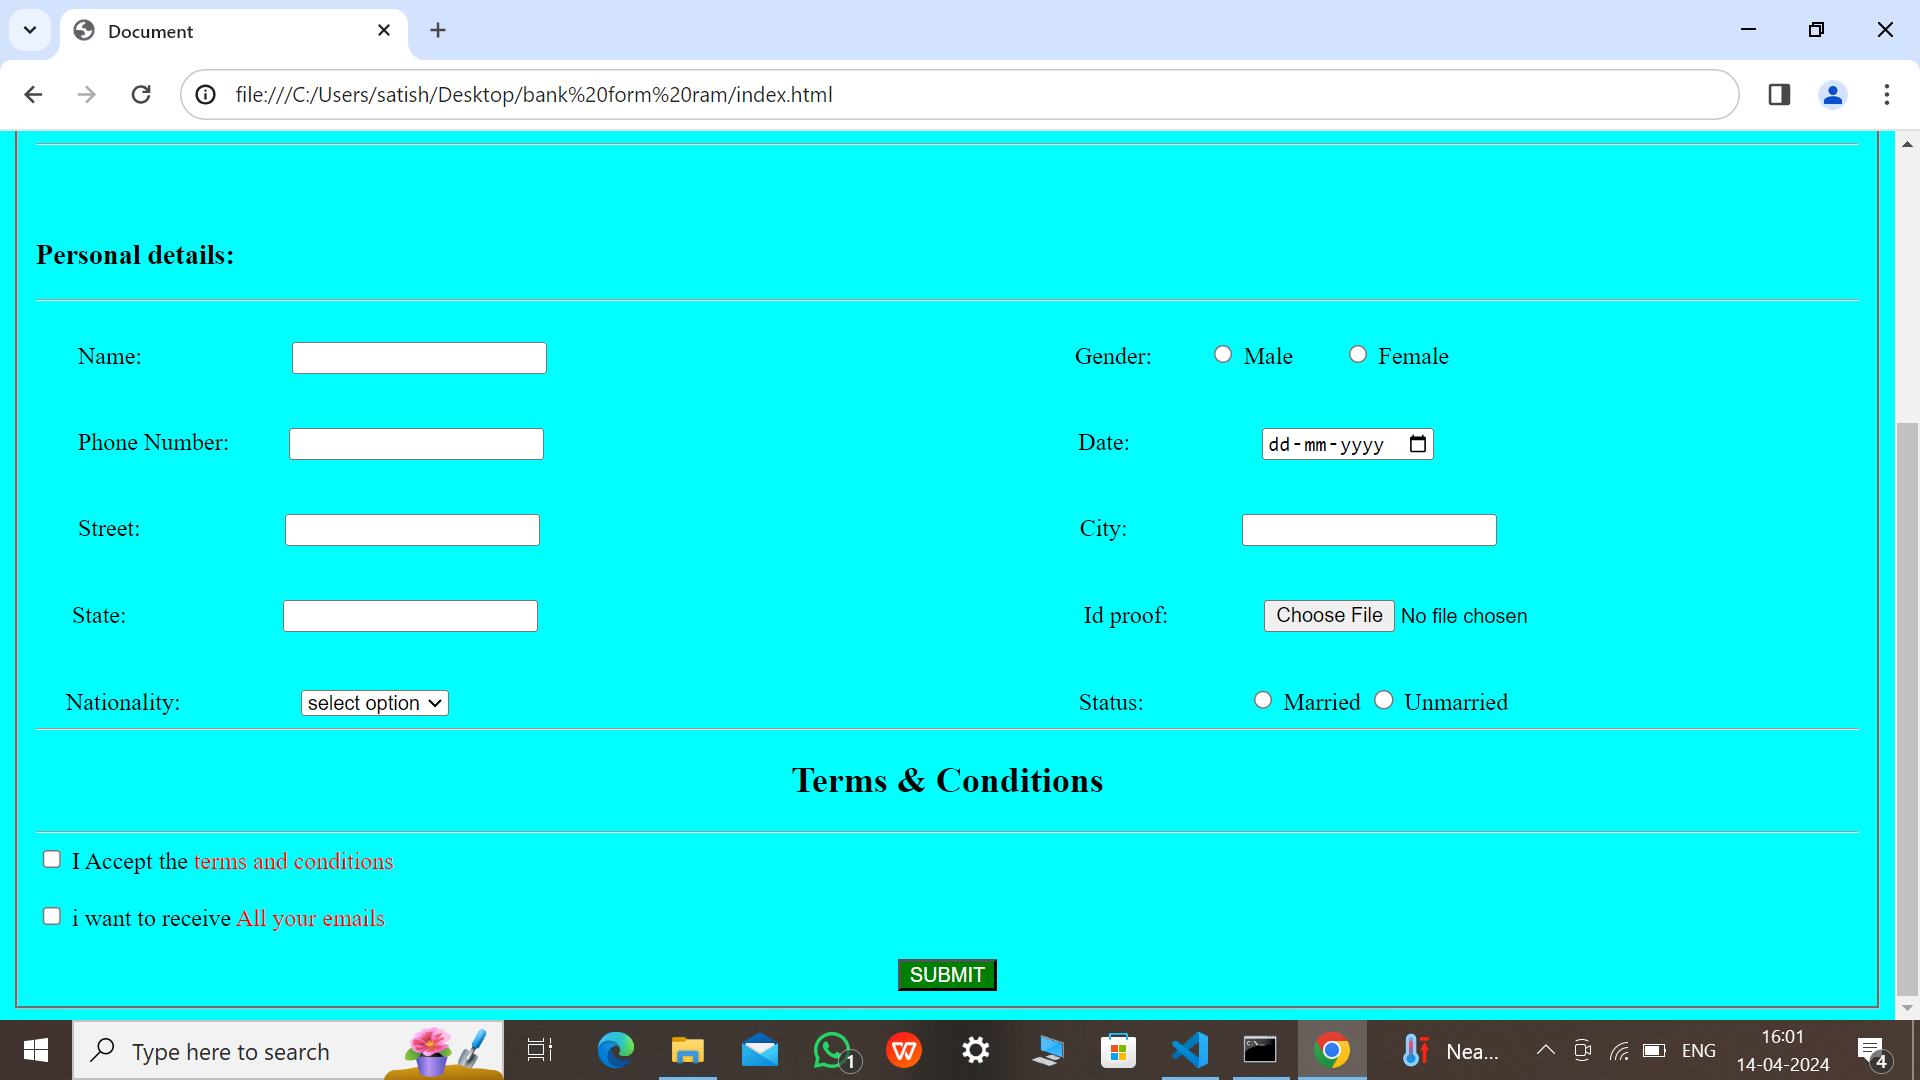 Document
file:///C:/Users/satish/Desktop/bank%20form%20ram/index.html
Personal details:
Name: Gender: Male Female
Phone Number: Date: dd-mm-yyyy
Street: City:
State: Id proof: Choose File No file chosen
Nationality: select option Status: Married Unmarried
Terms & Conditions
I Accept the terms and conditions
i want to receive All your emails
SUBMIT
Type here to search 1 W Nea... ENG 16:01 14-04-2024 4